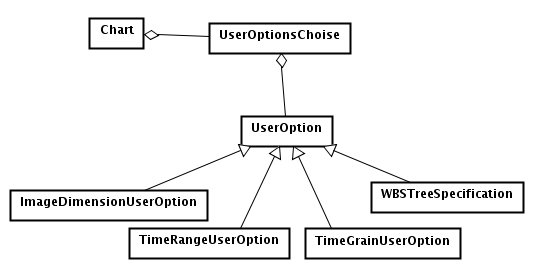 Chart
UserOptionsChoise
UserOption
ImageDimensionUserOption
WBSTreeSpecification
TimeRangeUserOption
TimeGrainUserOption